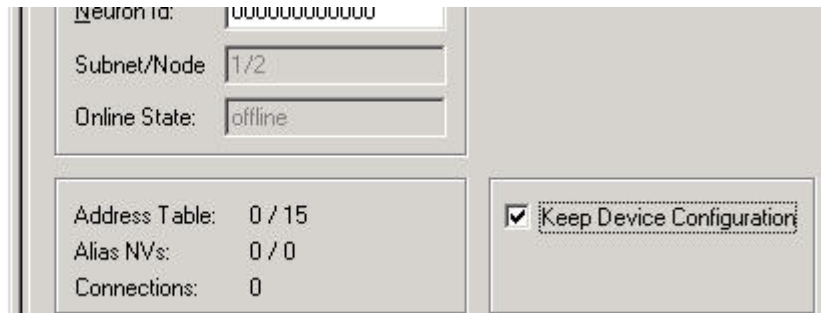 Neuron Id: 000000000000
Subnet/Node 1/2
Online State: offline
Address Table: 0 / 15
Alias NVs: 0 / 0
Connections: 0
Keep Device Configuration